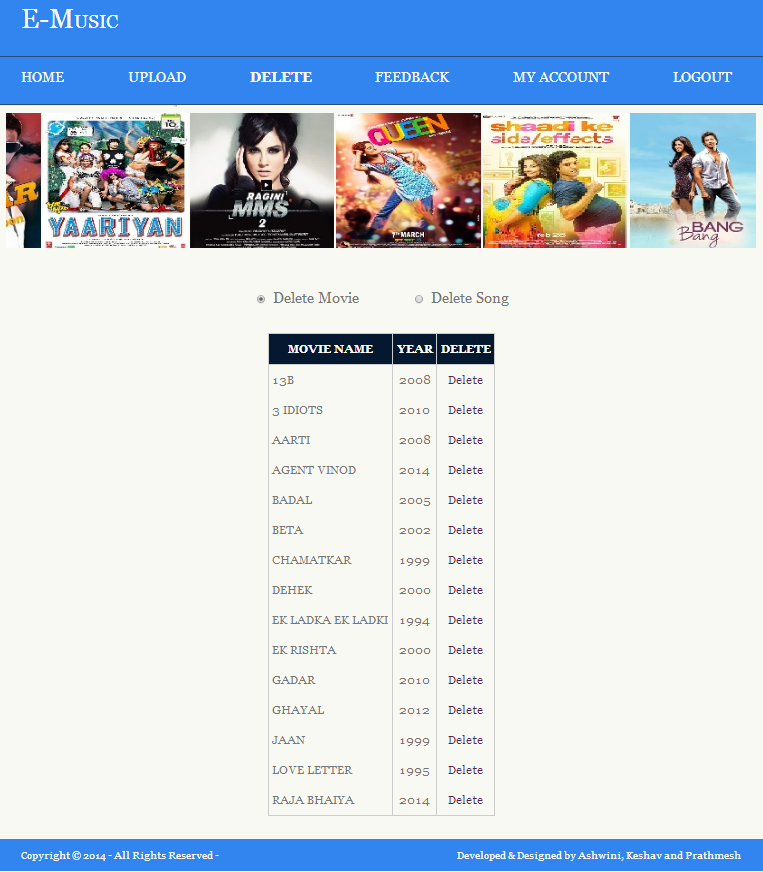 E-Music
HOME UPLOAD DELETE FEEDBACK MY ACCOUNT LOGOUT
YAARIYAN
RAGINI MMS 2
QUEEN
7TH MARCH
shaadi ke side/effects
feb 28
BANG Bang
Delete Movie Delete Song
MOVIE NAME YEAR DELETE
13B 2008 Delete
3 IDIOTS 2010 Delete
AARTI 2008 Delete
AGENT VINOD 2014 Delete
BADAL 2005 Delete
BETA 2002 Delete
CHAMATKAR 1999 Delete
DEHEK 2000 Delete
EK LADKA EK LADKI 1994 Delete
EK RISHTA 2000 Delete
GADAR 2010 Delete
GHAYAL 2012 Delete
JAAN 1999 Delete
LOVE LETTER 1995 Delete
RAJA BHAIYA 2014 Delete
Copyright © 2014 - All Rights Reserved - Developed & Designed by Ashwini, Keshav and Prathmesh